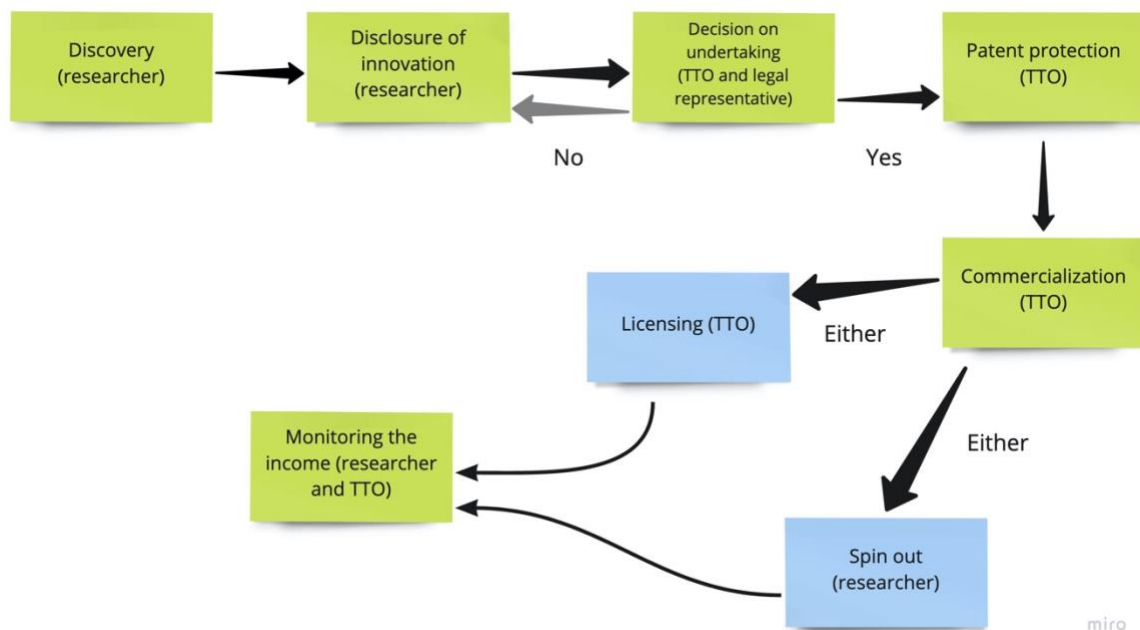 Discovery
(researcher)
Disclosure of
innovation
(researcher)
Decision on
undertaking
(TTO and legal
representative)
Patent protection
(TTO)
No
Yes
Commercialization
(TTO)
Licensing (TTO)
Either
Either
Monitoring the
income (researcher
and TTO)
Spin out
(researcher)
miro